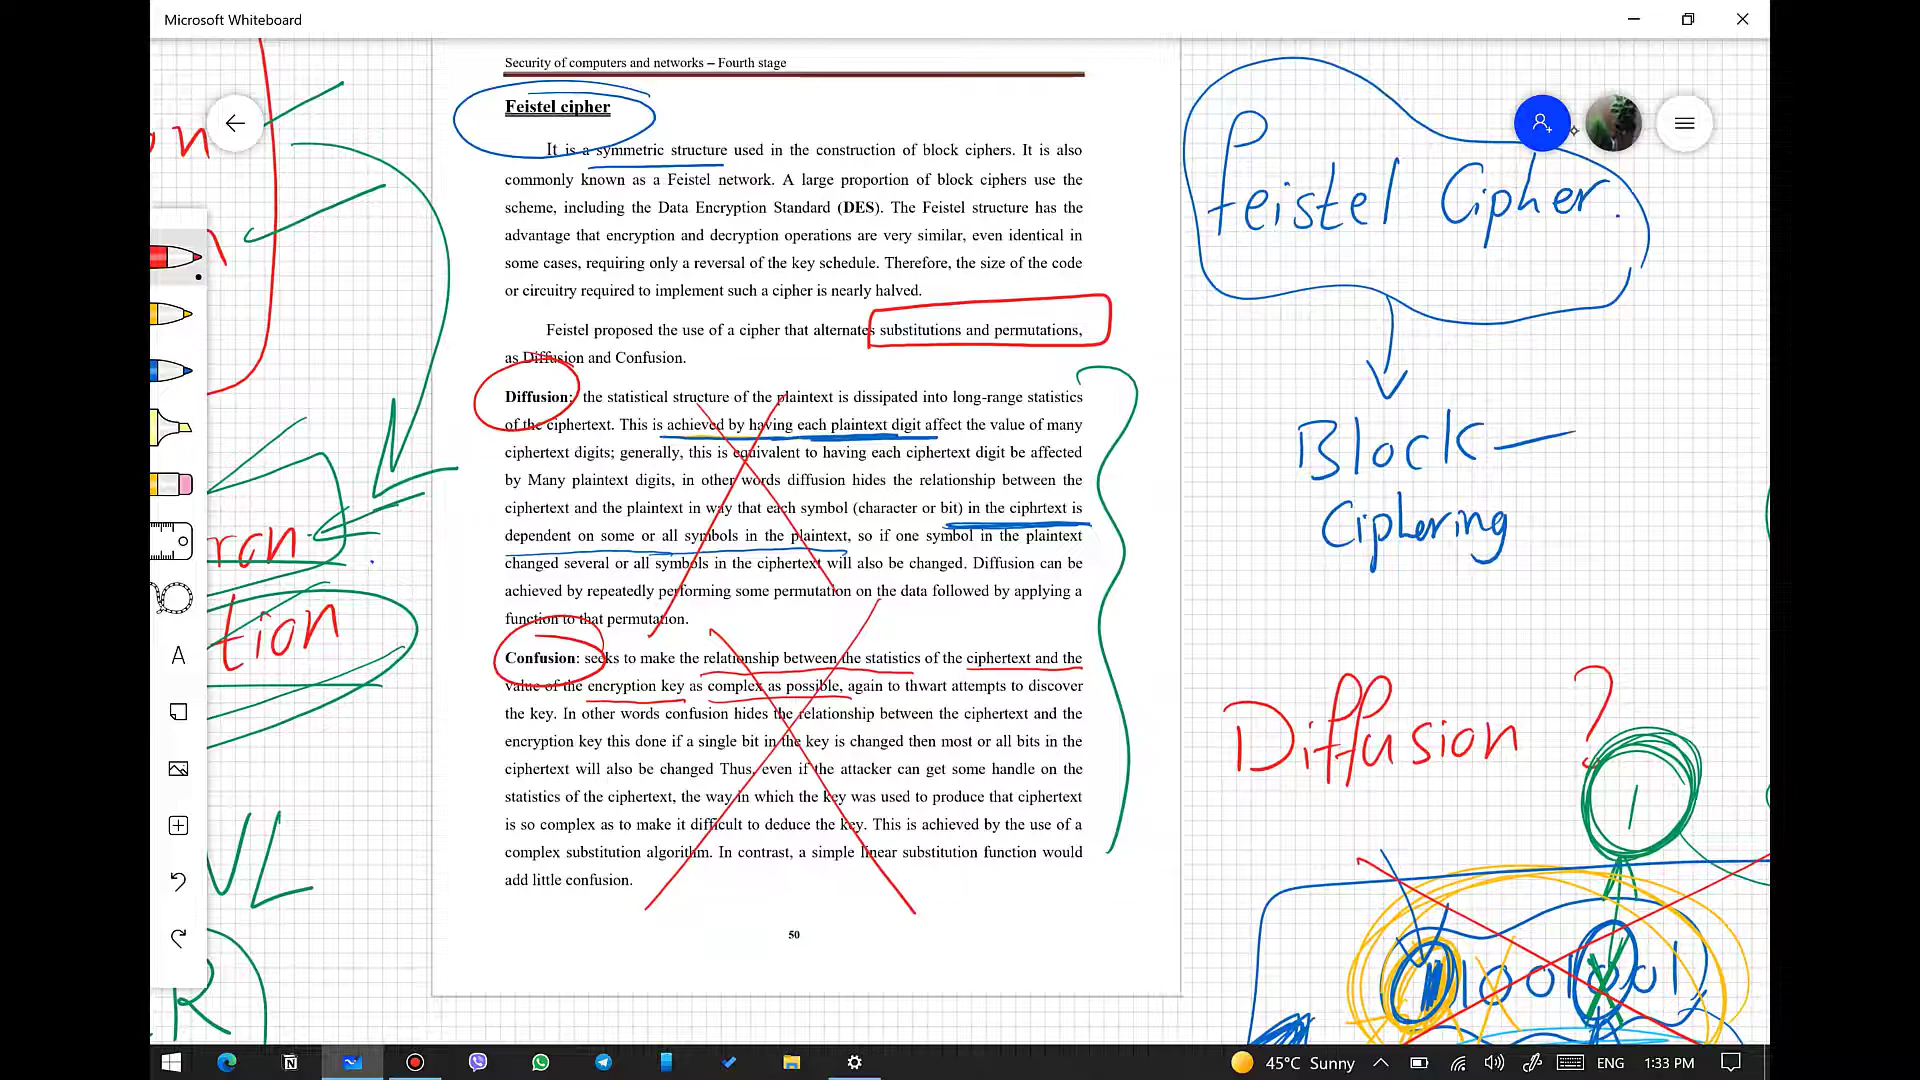 Microsoft Whiteboard
Security of computers and networks – Fourth stage
Feistel cipher
It is a symmetric structure used in the construction of block ciphers. It is also
commonly known as a Feistel network. A large proportion of block ciphers use the
scheme, including the Data Encryption Standard (DES). The Feistel structure has the
advantage that encryption and decryption operations are very similar, even identical in
some cases, requiring only a reversal of the key schedule. Therefore, the size of the code
or circuitry required to implement such a cipher is nearly halved.
Feistel proposed the use of a cipher that alternates substitutions and permutations,
as Diffusion and Confusion.
Diffusion: the statistical structure of the plaintext is dissipated into long-range statistics
of the ciphertext. This is achieved by having each plaintext digit affect the value of many
ciphertext digits; generally, this is equivalent to having each ciphertext digit be affected
by Many plaintext digits, in other words diffusion hides the relationship between the
ciphertext and the plaintext in way that each symbol (character or bit) in the ciphrtext is
dependent on some or all symbols in the plaintext, so if one symbol in the plaintext
changed several or all symbols in the ciphertext will also be changed. Diffusion can be
achieved by repeatedly performing some permutation on the data followed by applying a
function to that permutation.
Confusion: seeks to make the relationship between the statistics of the ciphertext and the
value of the encryption key as complex as possible, again to thwart attempts to discover
the key. In other words confusion hides the relationship between the ciphertext and the
encryption key this done if a single bit in the key is changed then most or all bits in the
ciphertext will also be changed Thus, even if the attacker can get some handle on the
statistics of the ciphertext, the way in which the key was used to produce that ciphertext
is so complex as to make it difficult to deduce the key. This is achieved by the use of a
complex substitution algorithm. In contrast, a simple linear substitution function would
add little confusion.
50
Feistel Cipher.
Block –
Ciphering
Diffusion ?
1
on
tion
R
A
45°C Sunny
ENG
1:33 PM